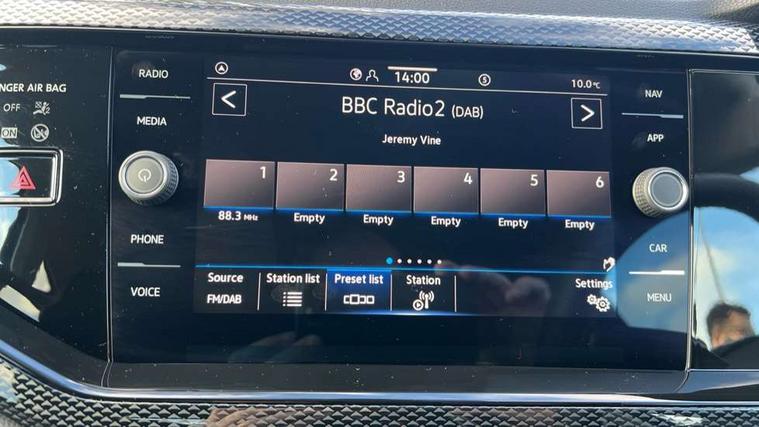 RADIO
MEDIA
PHONE
VOICE
NGER AIR BAG
OFF
ON
14:00
5
10.0°C
BBC Radio2 (DAB)
Jeremy Vine
1
2
3
4
5
6
88.3 MHz
Empty
Empty
Empty
Empty
Empty
Source
Station list
Preset list
Station
Settings
FM/DAB
NAV
APP
CAR
MENU